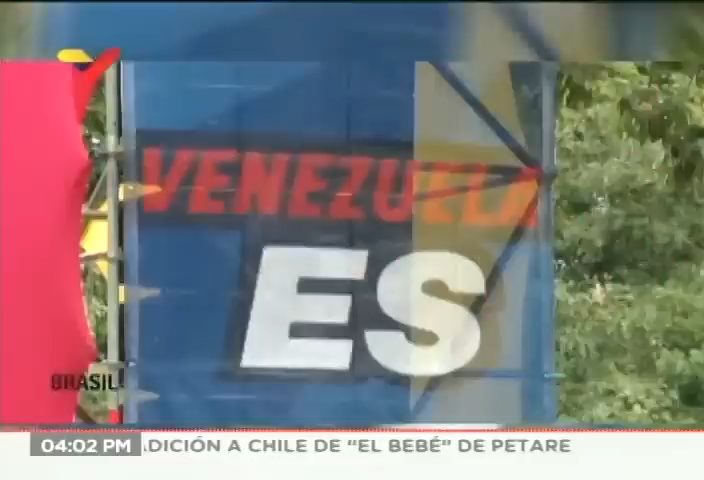 VENEZUELA
ES
BRASIL
04:02 PM ADICIÓN A CHILE DE "EL BEBÉ" DE PETARE